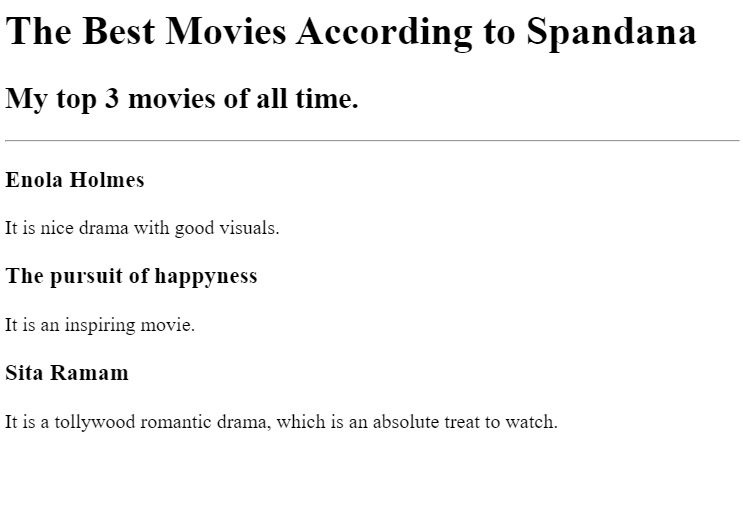 The Best Movies According to Spandana
My top 3 movies of all time.
Enola Holmes
It is nice drama with good visuals.
The pursuit of happyness
It is an inspiring movie.
Sita Ramam
It is a tollywood romantic drama, which is an absolute treat to watch.